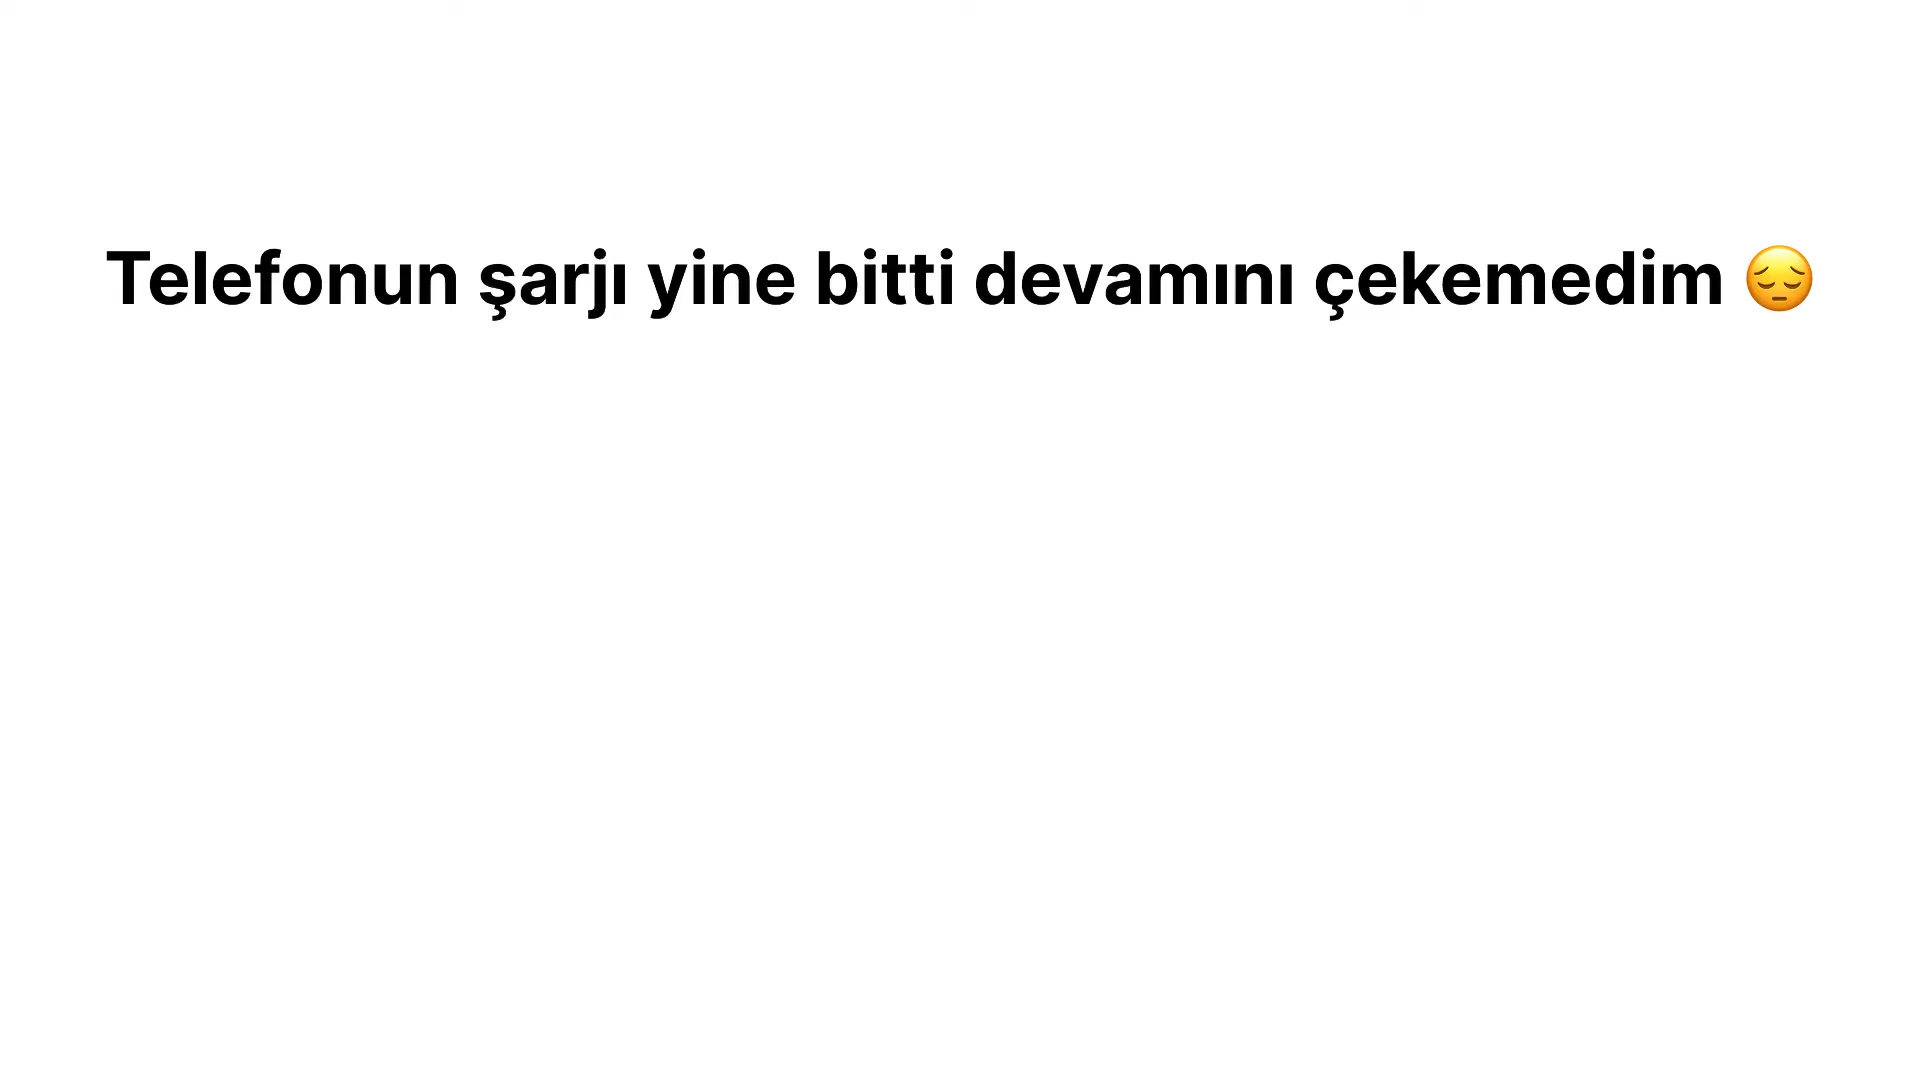 Telefonun şarjı yine bitti devamını çekemedim 😔